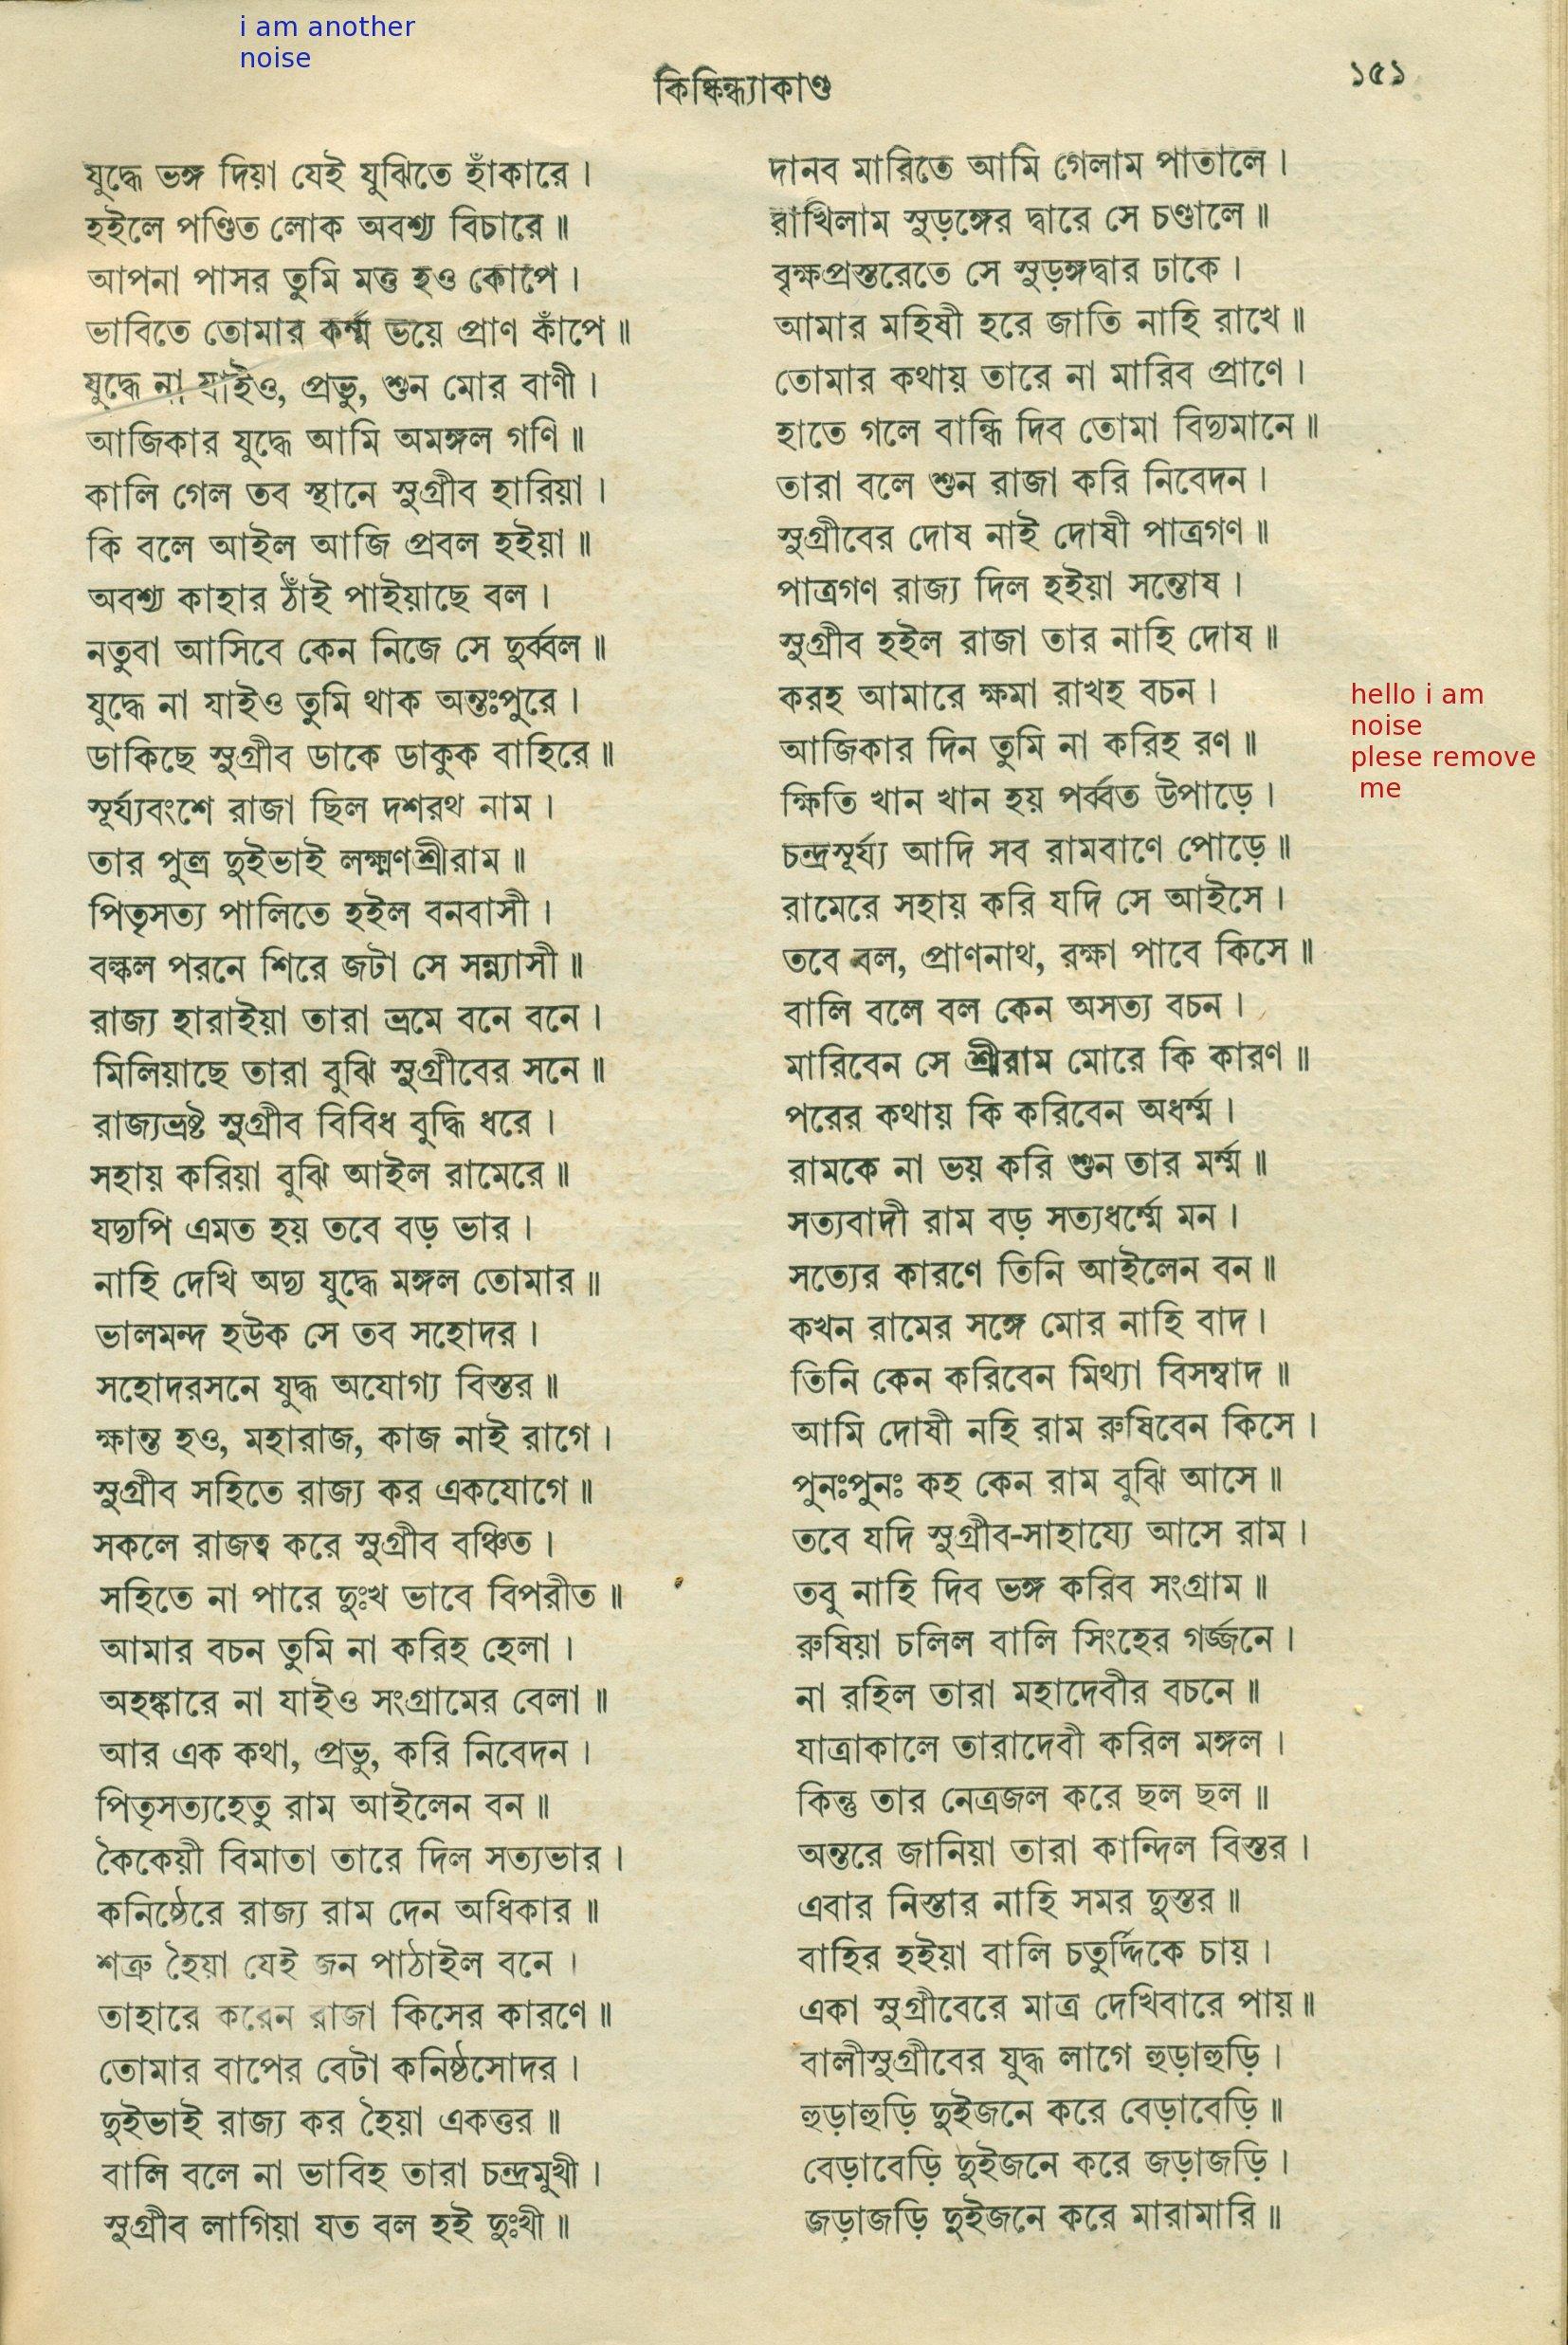 i am another
noise
কিষ্কিন্ধ্যাকাণ্ড
১৫১
যুদ্ধে ভঙ্গ দিয়া যেই যুঝিতে হাঁকারে ।
হইলে পণ্ডিত লোক অবশ্য বিচারে ॥
আপনা পাসর তুমি মত্ত হও কোপে ।
ভাবিতে তোমার কর্ম্ম ভয়ে প্রাণ কাঁপে ॥
যুদ্ধে না যাইও, প্রভু, শুন মোর বাণী ।
আজিকার যুদ্ধে আমি অমঙ্গল গণি ॥
কালি গেল তব স্থানে সুগ্রীব হারিয়া ।
কি বলে আইল আজি প্রবল হইয়া ॥
অবশ্য কাহার ঠাঁই পাইয়াছে বল ।
নতুবা আসিবে কেন নিজে সে দুর্ব্বল ॥
যুদ্ধে না যাইও তুমি থাক অন্তঃপুরে ।
ডাকিছে সুগ্রীব ডাকে ডাকুক বাহিরে ॥
সূর্য্যবংশে রাজা ছিল দশরথ নাম ।
তার পুত্র দুইভাই লক্ষ্মণশ্রীরাম ॥
পিতৃসত্য পালিতে হইল বনবাসী ।
বল্কল পরনে শিরে জটা সে সন্ন্যাসী ॥
রাজ্য হারাইয়া তারা ভ্রমে বনে বনে ।
মিলিয়াছে তারা বুঝি সুগ্রীবের সনে ॥
রাজ্যভ্রষ্ট সুগ্রীব বিবিধ বুদ্ধি ধরে ।
সহায় করিয়া বুঝি আইল রামেরে ॥
যদ্যপি এমত হয় তবে বড় ভার ।
নাহি দেখি অদ্য যুদ্ধে মঙ্গল তোমার ॥
ভালমন্দ হউক সে তব সহোদর ।
সহোদরসনে যুদ্ধ অযোগ্য বিস্তর ॥
ক্ষান্ত হও, মহারাজ, কাজ নাই রাগে ।
সুগ্রীব সহিতে রাজ্য কর একযোগে ॥
সকলে রাজত্ব করে সুগ্রীব বঞ্চিত ।
সহিতে না পারে দুঃখ ভাবে বিপরীত ॥
আমার বচন তুমি না করিহ হেলা ।
অহঙ্কারে না যাইও সংগ্রামের বেলা ॥
আর এক কথা, প্রভু, করি নিবেদন ।
পিতৃসত্যহেতু রাম আইলেন বন ॥
কৈকেয়ী বিমাতা তারে দিল সত্যভার ।
কনিষ্ঠেরে রাজ্য রাম দেন অধিকার ॥
শত্রু হৈয়া যেই জন পাঠাইল বনে ।
তাহারে করেন রাজা কিসের কারণে ॥
তোমার বাপের বেটা কনিষ্ঠসোদর ।
দুইভাই রাজ্য কর হৈয়া একত্তর ॥
বালি বলে না ভাবিহ তারা চন্দ্রমুখী ।
সুগ্রীব লাগিয়া যত বল হই দুঃখী ॥
দানব মারিতে আমি গেলাম পাতালে ।
রাখিলাম সুড়ঙ্গের দ্বারে সে চণ্ডালে ॥
বৃক্ষপ্রস্তরেতে সে সুড়ঙ্গদ্বার ঢাকে ।
আমার মহিষী হরে জাতি নাহি রাখে ॥
তোমার কথায় তারে না মারিব প্রাণে ।
হাতে গলে বান্ধি দিব তোমা বিদ্যমানে ॥
তারা বলে শুন রাজা করি নিবেদন ।
সুগ্রীবের দোষ নাই দোষী পাত্রগণ ॥
পাত্রগণ রাজ্য দিল হইয়া সন্তোষ ।
সুগ্রীব হইল রাজা তার নাহি দোষ ॥
করহ আমারে ক্ষমা রাখহ বচন ।
আজিকার দিন তুমি না করিহ রণ ॥
ক্ষিতি খান খান হয় পর্ব্বত উপাড়ে ।
চন্দ্রসূর্য্য আদি সব রামবাণে পোড়ে ॥
রামেরে সহায় করি যদি সে আইসে ।
তবে বল, প্রাণনাথ, রক্ষা পাবে কিসে ॥
বালি বলে বল কেন অসত্য বচন ।
মারিবেন সে শ্রীরাম মোরে কি কারণ ॥
পরের কথায় কি করিবেন অধর্ম্ম ।
রামকে না ভয় করি শুন তার মর্ম্ম ॥
সত্যবাদী রাম বড় সত্যধর্ম্মে মন ।
সত্যের কারণে তিনি আইলেন বন ॥
কখন রামের সঙ্গে মোর নাহি বাদ ।
তিনি কেন করিবেন মিথ্যা বিসম্বাদ ॥
আমি দোষী নহি রাম রুষিবেন কিসে ।
পুনঃপুনঃ কহ কেন রাম বুঝি আসে ॥
তবে যদি সুগ্রীব-সাহায্যে আসে রাম ।
তবু নাহি দিব ভঙ্গ করিব সংগ্রাম ॥
রুষিয়া চলিল বালি সিংহের গর্জ্জনে ।
না রহিল তারা মহাদেবীর বচনে ॥
যাত্রাকালে তারাদেবী করিল মঙ্গল ।
কিন্তু তার নেত্রজল করে ছল ছল ॥
অন্তরে জানিয়া তারা কান্দিল বিস্তর ।
এবার নিস্তার নাহি সমর দুস্তর ॥
বাহির হইয়া বালি চতুর্দ্দিকে চায় ।
একা সুগ্রীবেরে মাত্র দেখিবারে পায় ॥
বালীসুগ্রীবের যুদ্ধ লাগে হুড়াহুড়ি ।
হুড়াহুড়ি দুইজনে করে বেড়াবেড়ি ॥
বেড়াবেড়ি দুইজনে করে জড়াজড়ি ।
জড়াজড়ি দুইজনে করে মারামারি ॥
hello i am
noise
plese remove
me